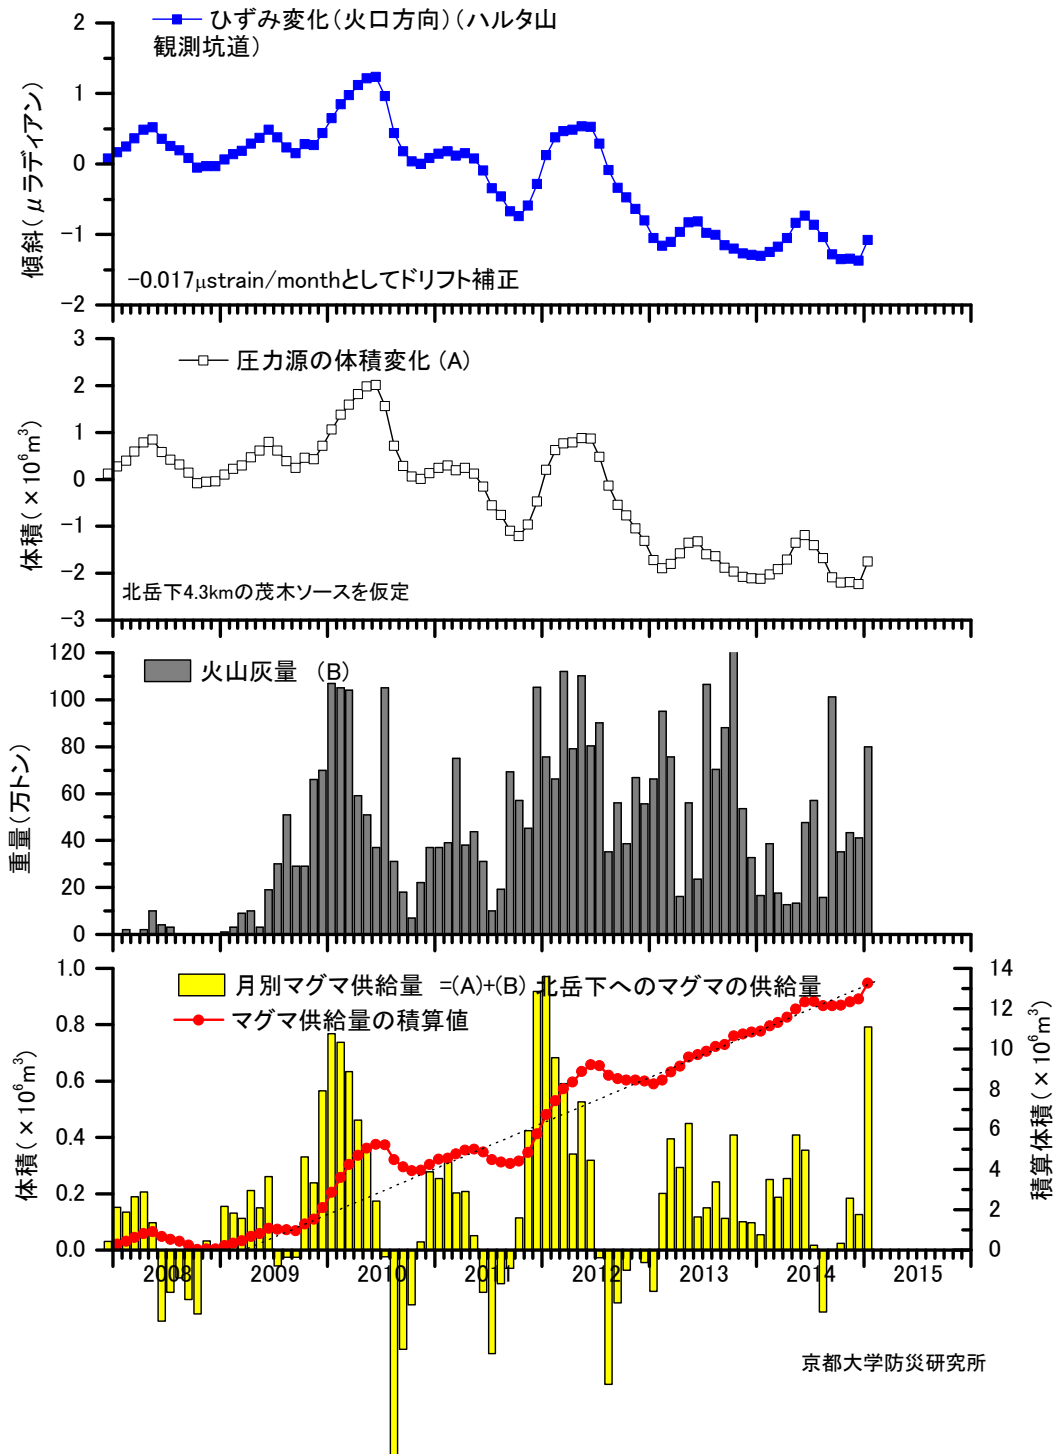 ひずみ変化(火口方向)(ハルタ山
観測坑道)
2
1
0
-1
-2
傾斜(μラディアン)
-0.017μstrain/monthとしてドリフト補正
圧力源の体積変化 (A)
3
2
1
0
-1
-2
-3
体積(×10⁶m³)
北岳下4.3kmの茂木ソースを仮定
火山灰量 (B)
120
100
80
60
40
20
0
重量(万トン)
月別マグマ供給量 =(A)+(B) 北岳下へのマグマの供給量
マグマ供給量の積算値
1.0
0.8
0.6
0.4
0.2
0.0
体積(×10⁶m³)
14
12
10
8
6
4
2
0
積算体積(×10⁶m³)
2008 2009 2010 2011 2012 2013 2014 2015
京都大学防災研究所